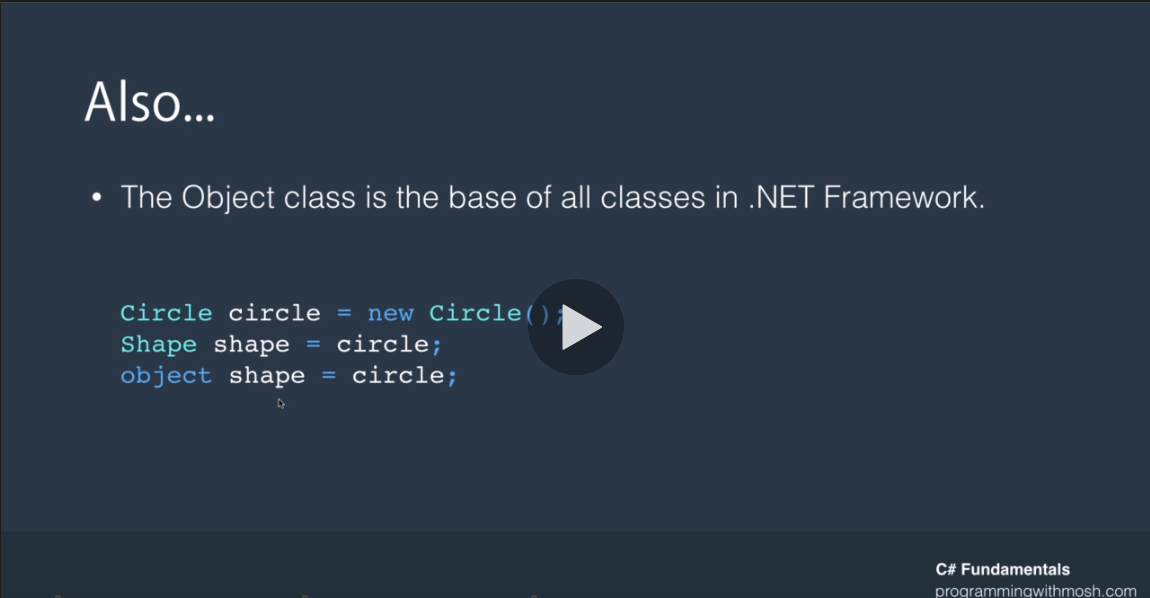 Also...
• The Object class is the base of all classes in .NET Framework.
Circle circle = new Circle();
Shape shape = circle;
object shape = circle;
C# Fundamentals
programmingwithmosh.com